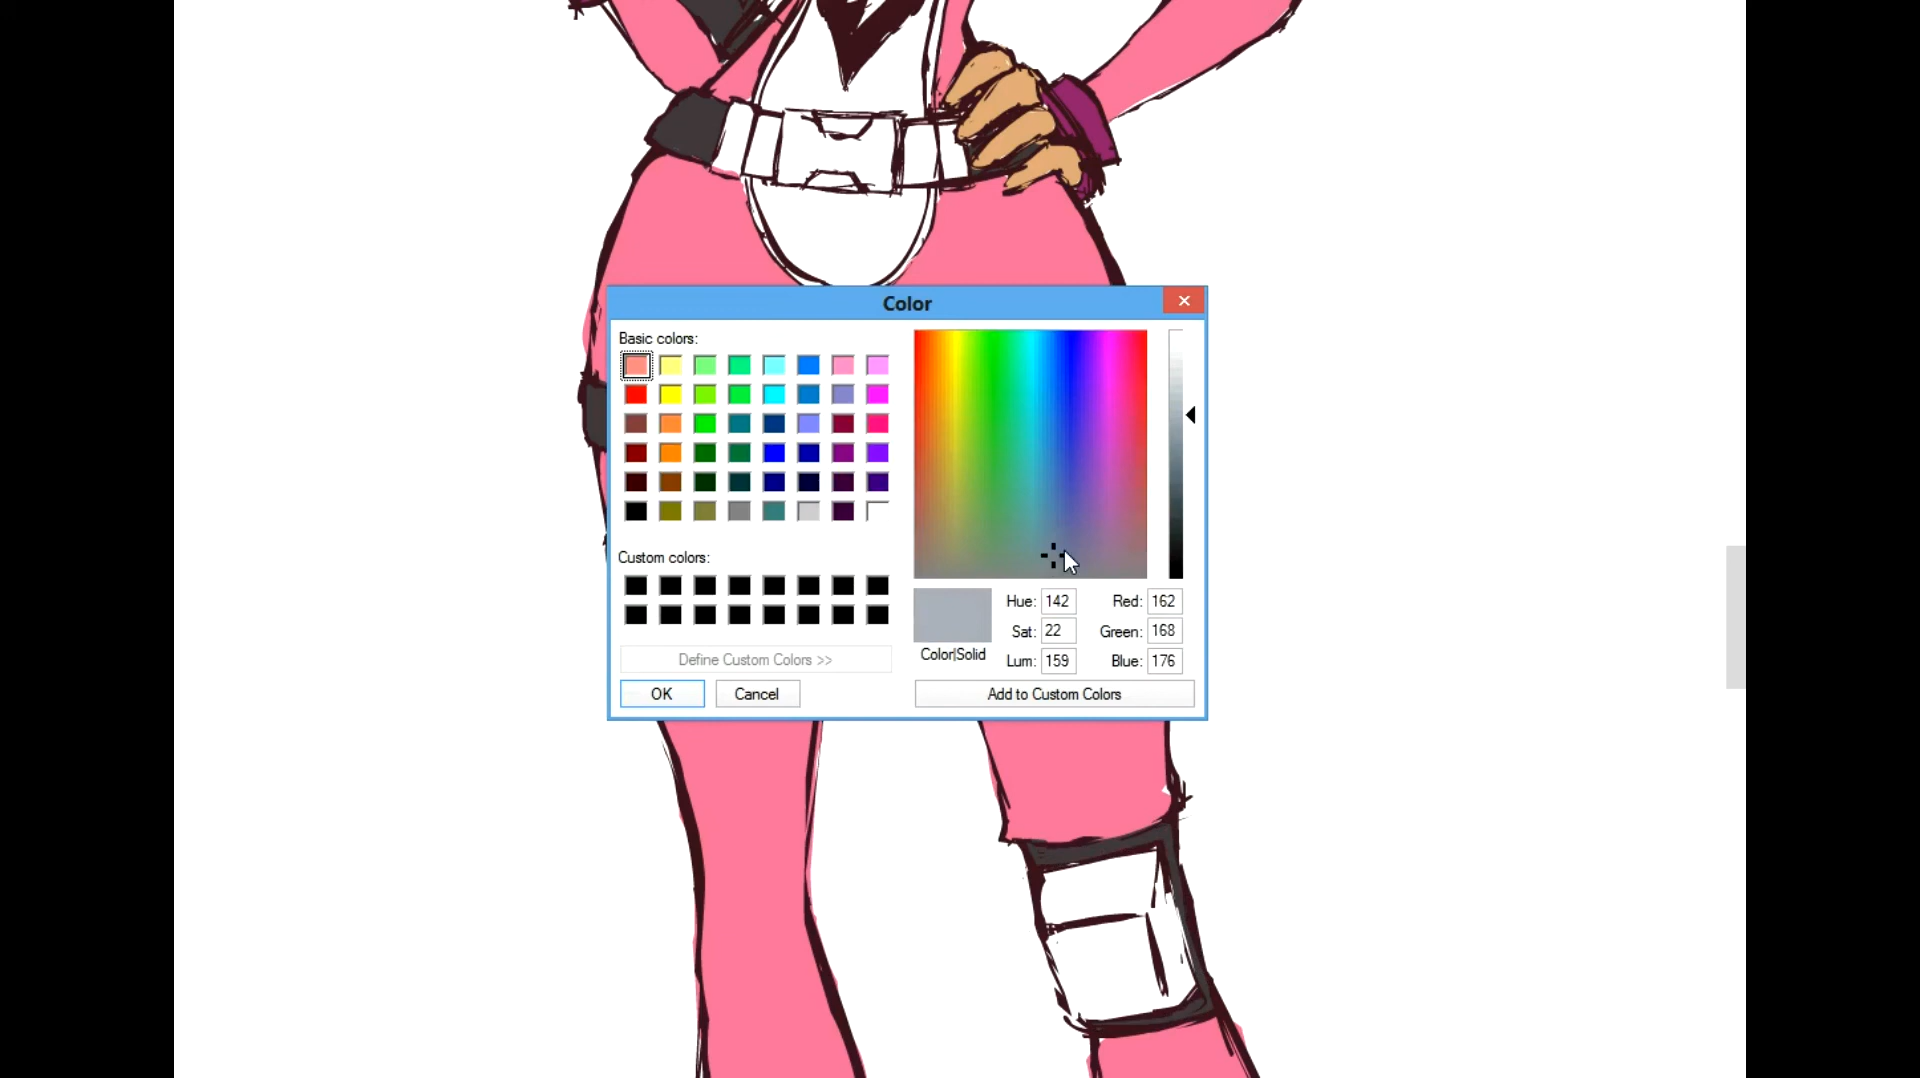 Color
Basic colors:
Custom colors:
Define Custom Colors >>
OK
Cancel
Color|Solid
Hue: 142
Sat: 22
Lum: 159
Red: 162
Green: 168
Blue: 176
Add to Custom Colors